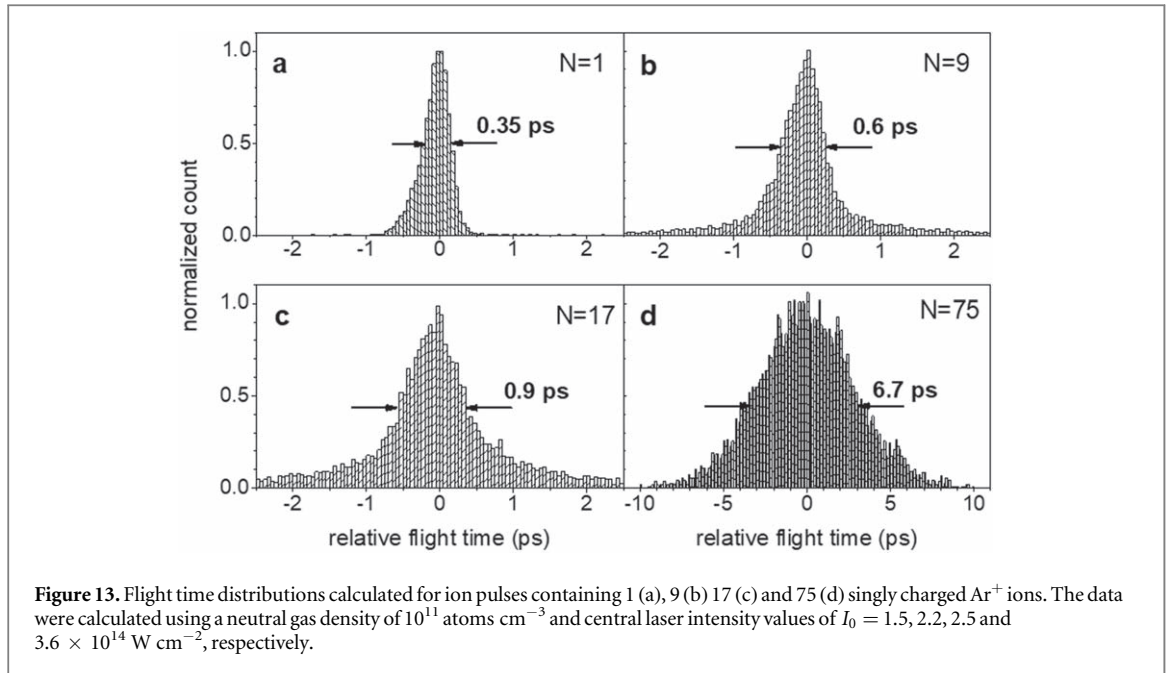 normalized count
a
N=1
0.35 ps
1.0
0.5
0.0
-2 -1 0 1 2
b
N=9
0.6 ps
-2 -1 0 1 2
c
N=17
0.9 ps
1.0
0.5
0.0
-2 -1 0 1 2
relative flight time (ps)
d
N=75
6.7 ps
-10 -5 0 5 10
relative flight time (ps)
Figure 13. Flight time distributions calculated for ion pulses containing 1 (a), 9 (b) 17 (c) and 75 (d) singly charged Ar⁺ ions. The data
were calculated using a neutral gas density of 10¹¹ atoms cm⁻³ and central laser intensity values of I₀ = 1.5, 2.2, 2.5 and
3.6 × 10¹⁴ W cm⁻², respectively.